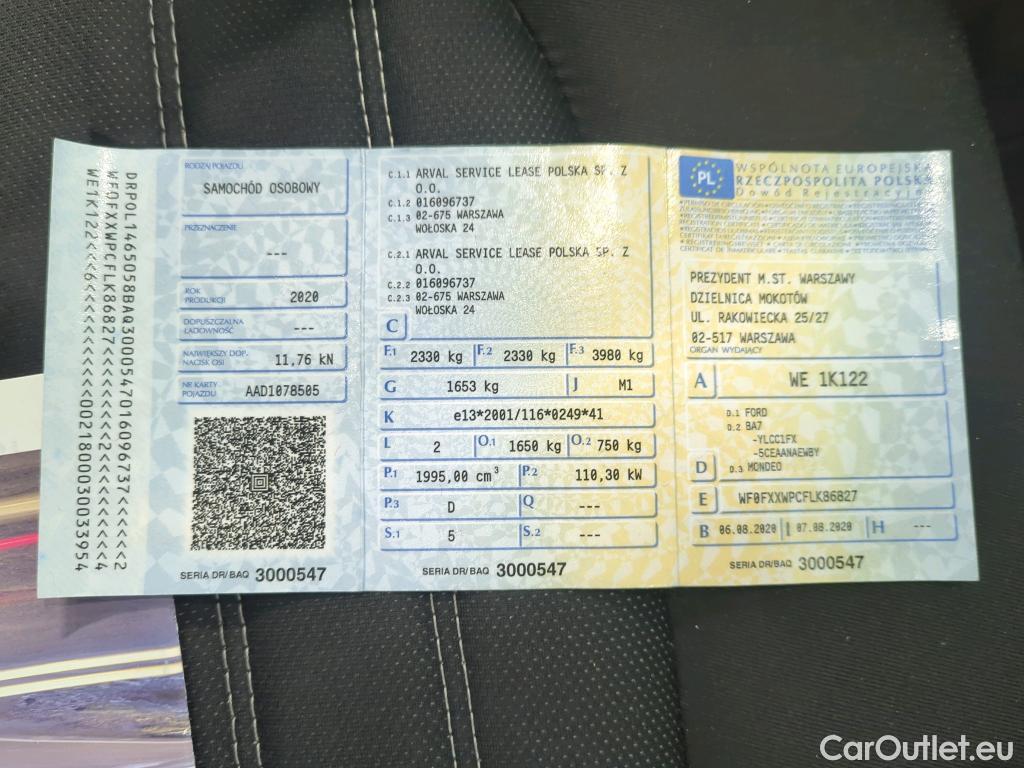 DRPOL1465058BAQ30005470160967​37<<<<<2
WF0FXXWPCFLK86827<<<<<<<<2<<<<<<<<4
WE1K122<<<6<<<<<<<<<0021800030033954
RODZAJ POJAZDU
SAMOCHÓD OSOBOWY
PRZEZNACZENIE
---
ROK
PRODUKCJI 2020
DOPUSZCZALNA
ŁADOWNOŚĆ ---
NAJWIĘKSZY DOP.
NACISK OSI 11,76 kN
NR KARTY
POJAZDU AAD1078505
SERIA DR/BAQ 3000547
C.1.1 ARVAL SERVICE LEASE POLSKA SP. Z
O.O.
C.1.2 016096737
C.1.3 02-675 WARSZAWA
WOŁOSKA 24
C.2.1 ARVAL SERVICE LEASE POLSKA SP. Z
O.O.
C.2.2 016096737
C.2.3 02-675 WARSZAWA
WOŁOSKA 24
C
F.1 2330 kg F.2 2330 kg F.3 3980 kg
G 1653 kg J M1
K e13*2001/116*0249*41
L 2 O.1 1650 kg O.2 750 kg
P.1 1995,00 cm³ P.2 110,30 kW
P.3 D Q ---
S.1 5 S.2 ---
SERIA DR/BAQ 3000547
PL
WSPÓLNOTA EUROPEJSKA
RZECZPOSPOLITA POLSKA
Dowód Rejestracyjny
PREZYDENT M.ST. WARSZAWY
DZIELNICA MOKOTÓW
UL. RAKOWIECKA 25/27
02-517 WARSZAWA
ORGAN WYDAJĄCY
A WE 1K122
D.1 FORD
D.2 BA7
-YLCC1FX
-5CEAANAEWBY
D D.3 MONDEO
E WF0FXXWPCFLK86827
B 06.08.2020 I 07.08.2020 H ---
SERIA DR/BAQ 3000547
CarOutlet.eu